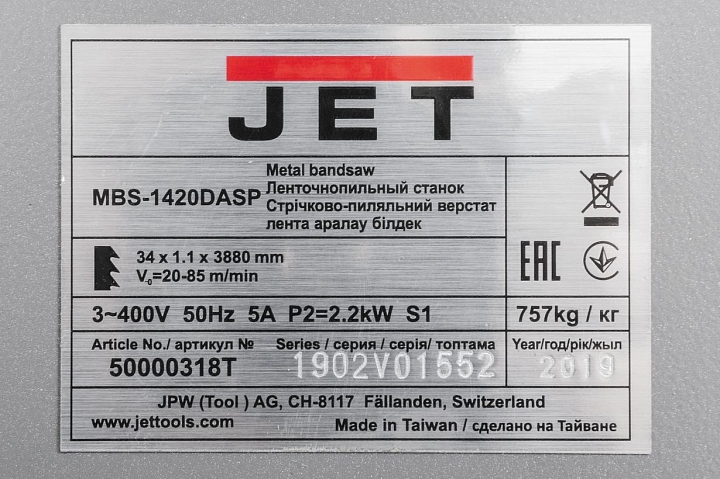 JET
Metal bandsaw
MBS-1420DASP
Ленточнопильный станок
Стрічково-пиляльний верстат
лента аралау білдек
34 x 1.1 x 3880 mm
V₀=20-85 m/min
EAC
3~400V 50Hz 5A P2=2.2kW S1
757kg / кг
Article No./ артикул №
Series / серия / серія/ топтама
Year/год/рік/жыл
50000318T
1902V01552
2019
JPW (Tool ) AG, CH-8117 Fällanden, Switzerland
www.jettools.com
Made in Taiwan / сделано на Тайване